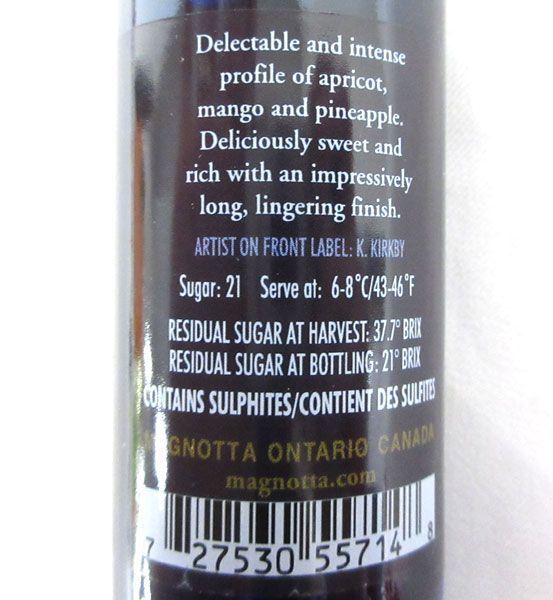 Delectable and intense
profile of apricot,
mango and pineapple.
Deliciously sweet and
rich with an impressively
long, lingering finish.
ARTIST ON FRONT LABEL: K. KIRKBY
Sugar: 21 Serve at: 6-8°C/43-46°F
RESIDUAL SUGAR AT HARVEST: 37.7° BRIX
RESIDUAL SUGAR AT BOTTLING: 21° BRIX
CONTAINS SULPHITES/CONTIENT DES SULFITES
MAGNOTTA ONTARIO CANADA
magnotta.com
7 27530 55714 8